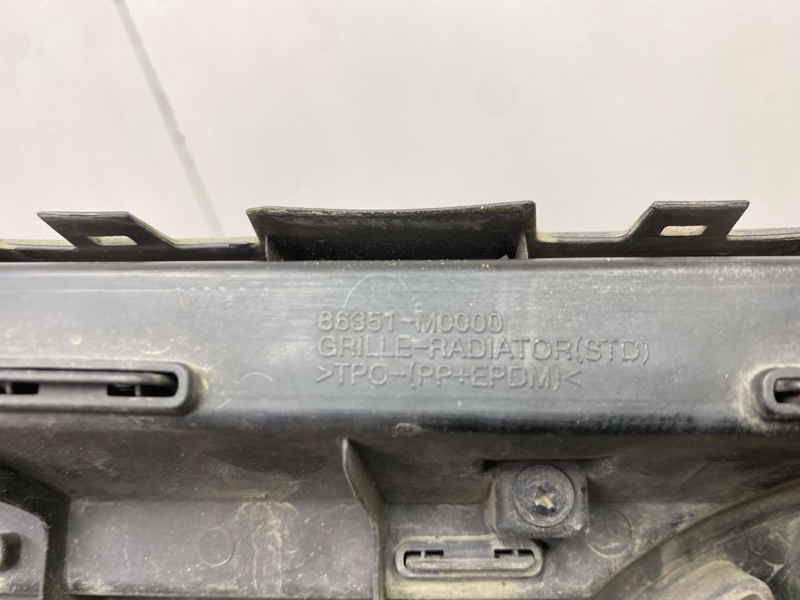 86351-M0000
GRILLE-RADIATOR(STD)
>TPO-(PP+EPDM)<